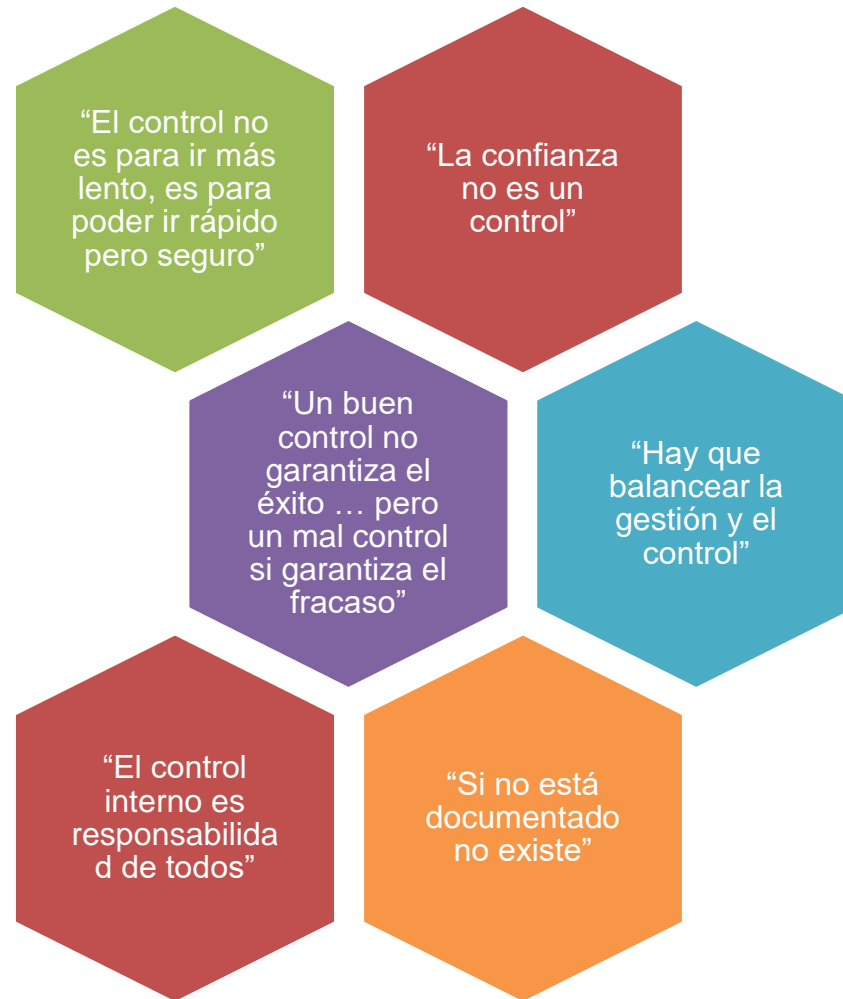 “El control no
es para ir más
lento, es para
poder ir rápido
pero seguro”
“La confianza
no es un
control”
“Un buen
control no
garantiza el
éxito … pero
un mal control
si garantiza el
fracaso”
“Hay que
balancear la
gestión y el
control”
“El control
interno es
responsabilida
d de todos”
“Si no está
documentado
no existe”